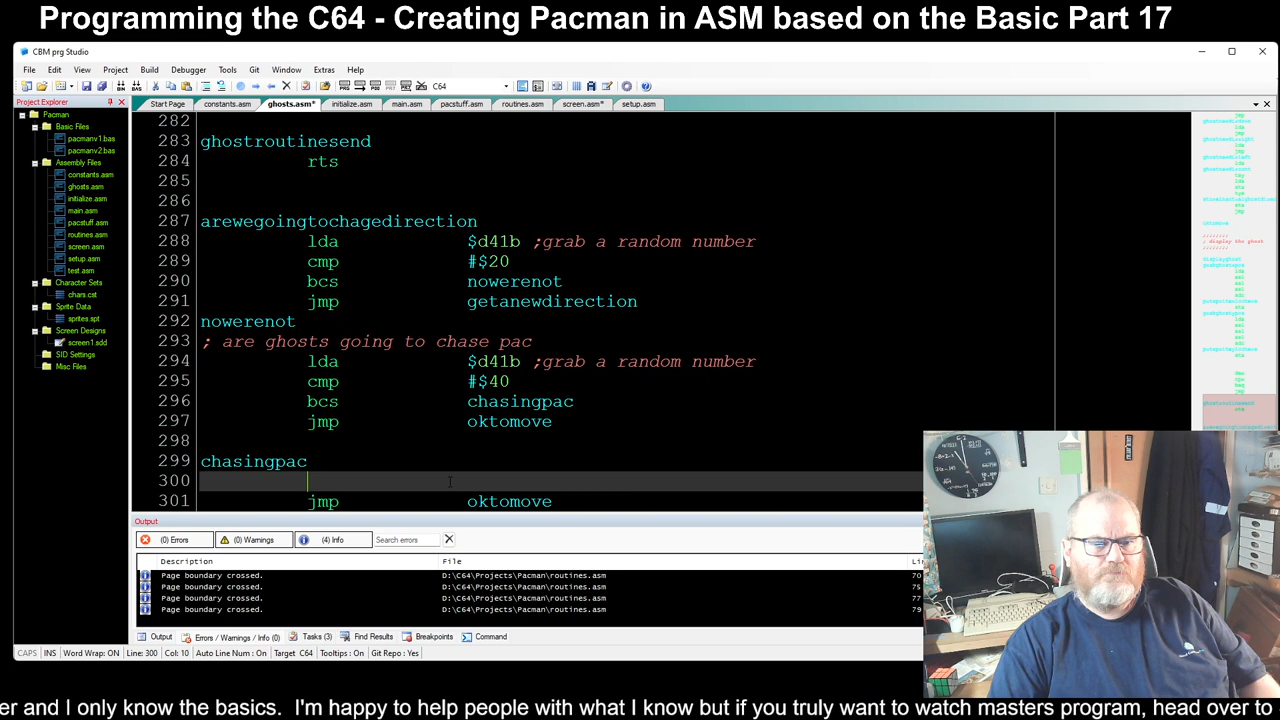 Programming the C64 - Creating Pacman in ASM based on the Basic Part 17
CBM prg Studio
File Edit View Project Build Debugger Tools Git Window Extras Help
C64
Project Explorer
Start Page constants.asm ghosts.asm* initialize.asm main.asm pacstuff.asm routines.asm screen.asm* setup.asm
Pacman
Basic Files
pacmanv1.bas
pacmanv2.bas
Assembly Files
constants.asm
ghosts.asm
initialize.asm
main.asm
pacstuff.asm
routines.asm
screen.asm
setup.asm
test.asm
Character Sets
chars.cst
Sprite Data
sprites.spt
Screen Designs
screen1.sdd
SID Settings
Misc Files
282
283 ghostroutinesend
284 rts
285
286
287 arewegoingtochagedirection
288 lda $d41b ;grab a random number
289 cmp #$20
290 bcs nowerenot
291 jmp getanewdirection
292 nowerenot
293 ; are ghosts going to chase pac
294 lda $d41b ;grab a random number
295 cmp #$40
296 bcs chasingpac
297 jmp oktomove
298
299 chasingpac
300
301 jmp oktomove
Output
(0) Errors (0) Warnings (4) Info Search errors
Description File
Page boundary crossed. D:\C64\Projects\Pacman\routines.asm 70
Page boundary crossed. D:\C64\Projects\Pacman\routines.asm 75
Page boundary crossed. D:\C64\Projects\Pacman\routines.asm 77
Page boundary crossed. D:\C64\Projects\Pacman\routines.asm 79
Output Errors / Warnings / Info (0) Tasks (3) Find Results Breakpoints Command
CAPS INS Word Wrap: ON Line: 300 Col: 10 Auto Line Num : On Target C64 Tooltips : On Git Repo : Yes
er and I only know the basics. I'm happy to help people with what I know but if you truly want to watch masters program, head over to